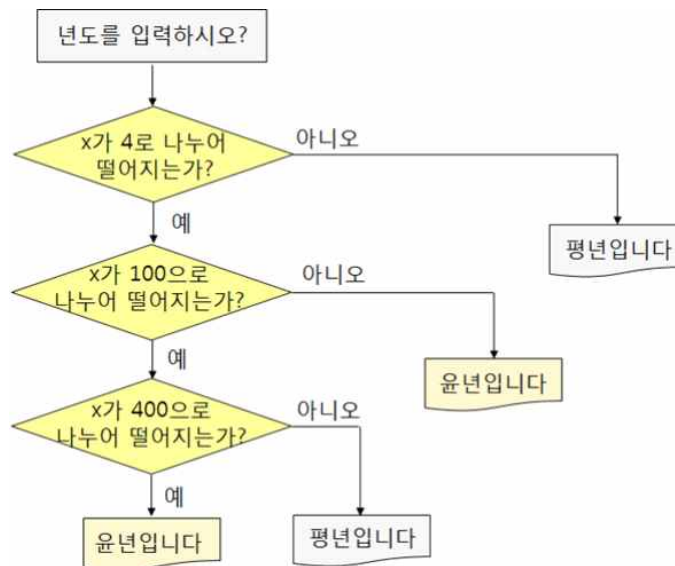 년도를 입력하시오?
x가 4로 나누어
떨어지는가?
아니오
예
평년입니다
x가 100으로
나누어 떨어지는가?
아니오
예
윤년입니다
x가 400으로
나누어 떨어지는가?
아니오
예
윤년입니다
평년입니다